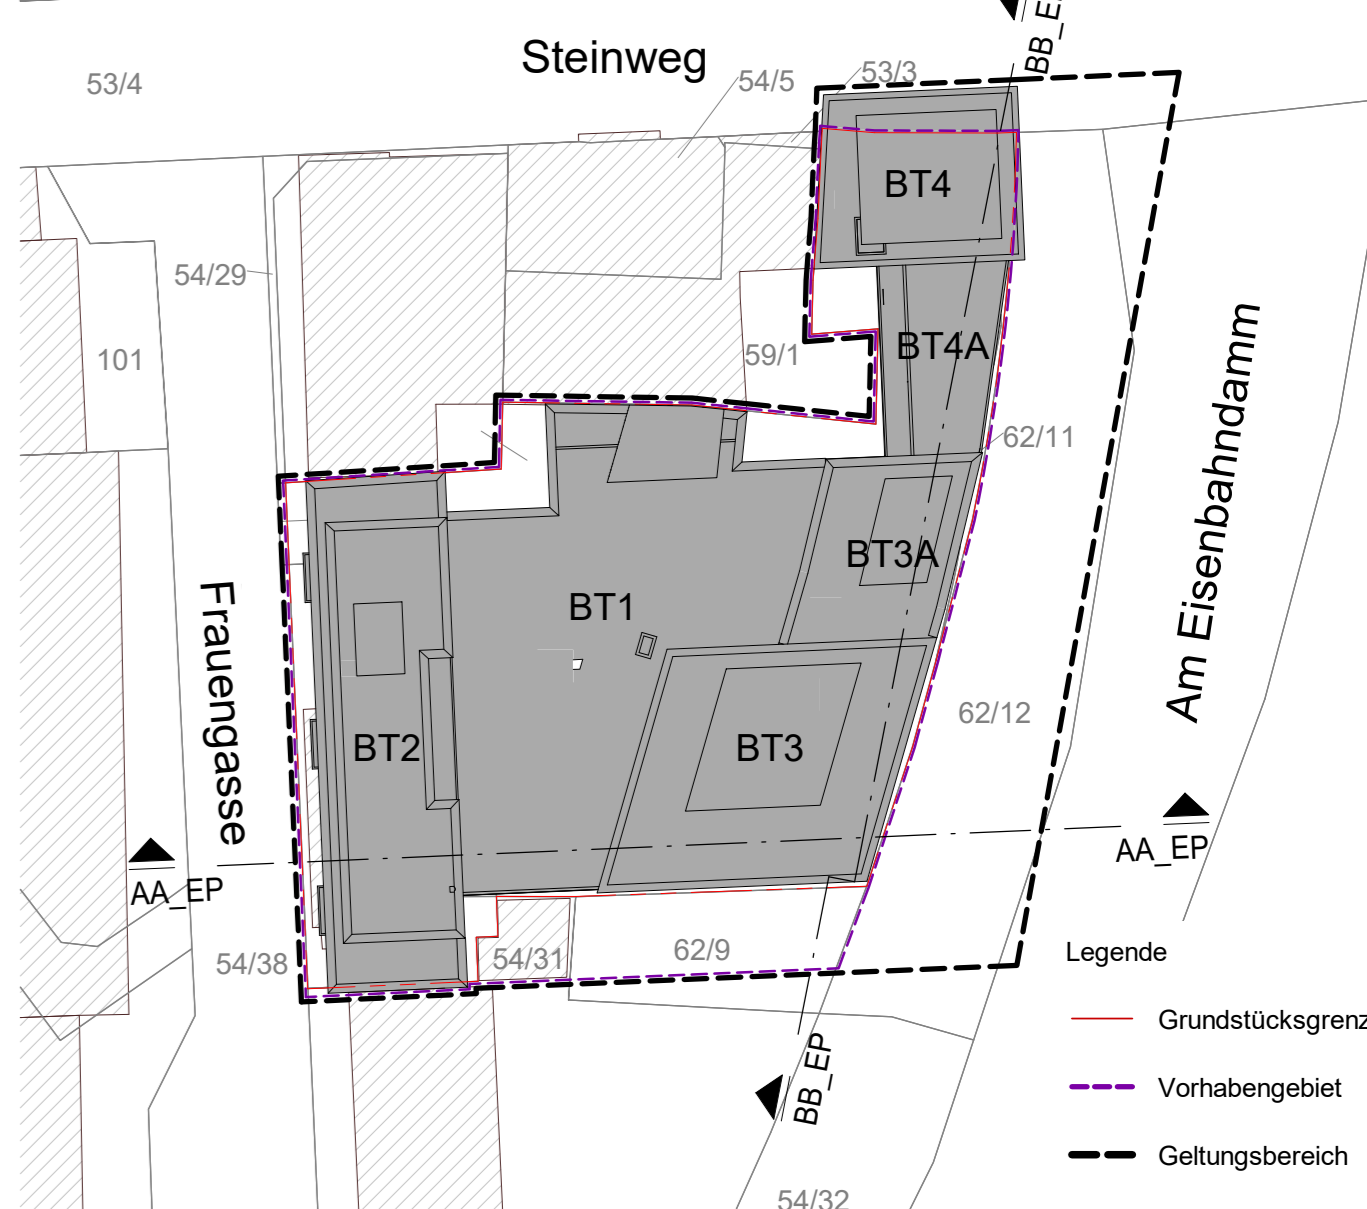 BB_E
Steinweg
53/4
54/5
53/3
BT4
54/29
101
59/1
BT4A
62/11
Am Eisenbahndamm
BT3A
Frauengasse
BT1
62/12
BT2
BT3
AA_EP
AA_EP
54/38
54/31
62/9
Legende
Grundstücksgrenz
BB_EP
Vorhabengebiet
Geltungsbereich
54/32